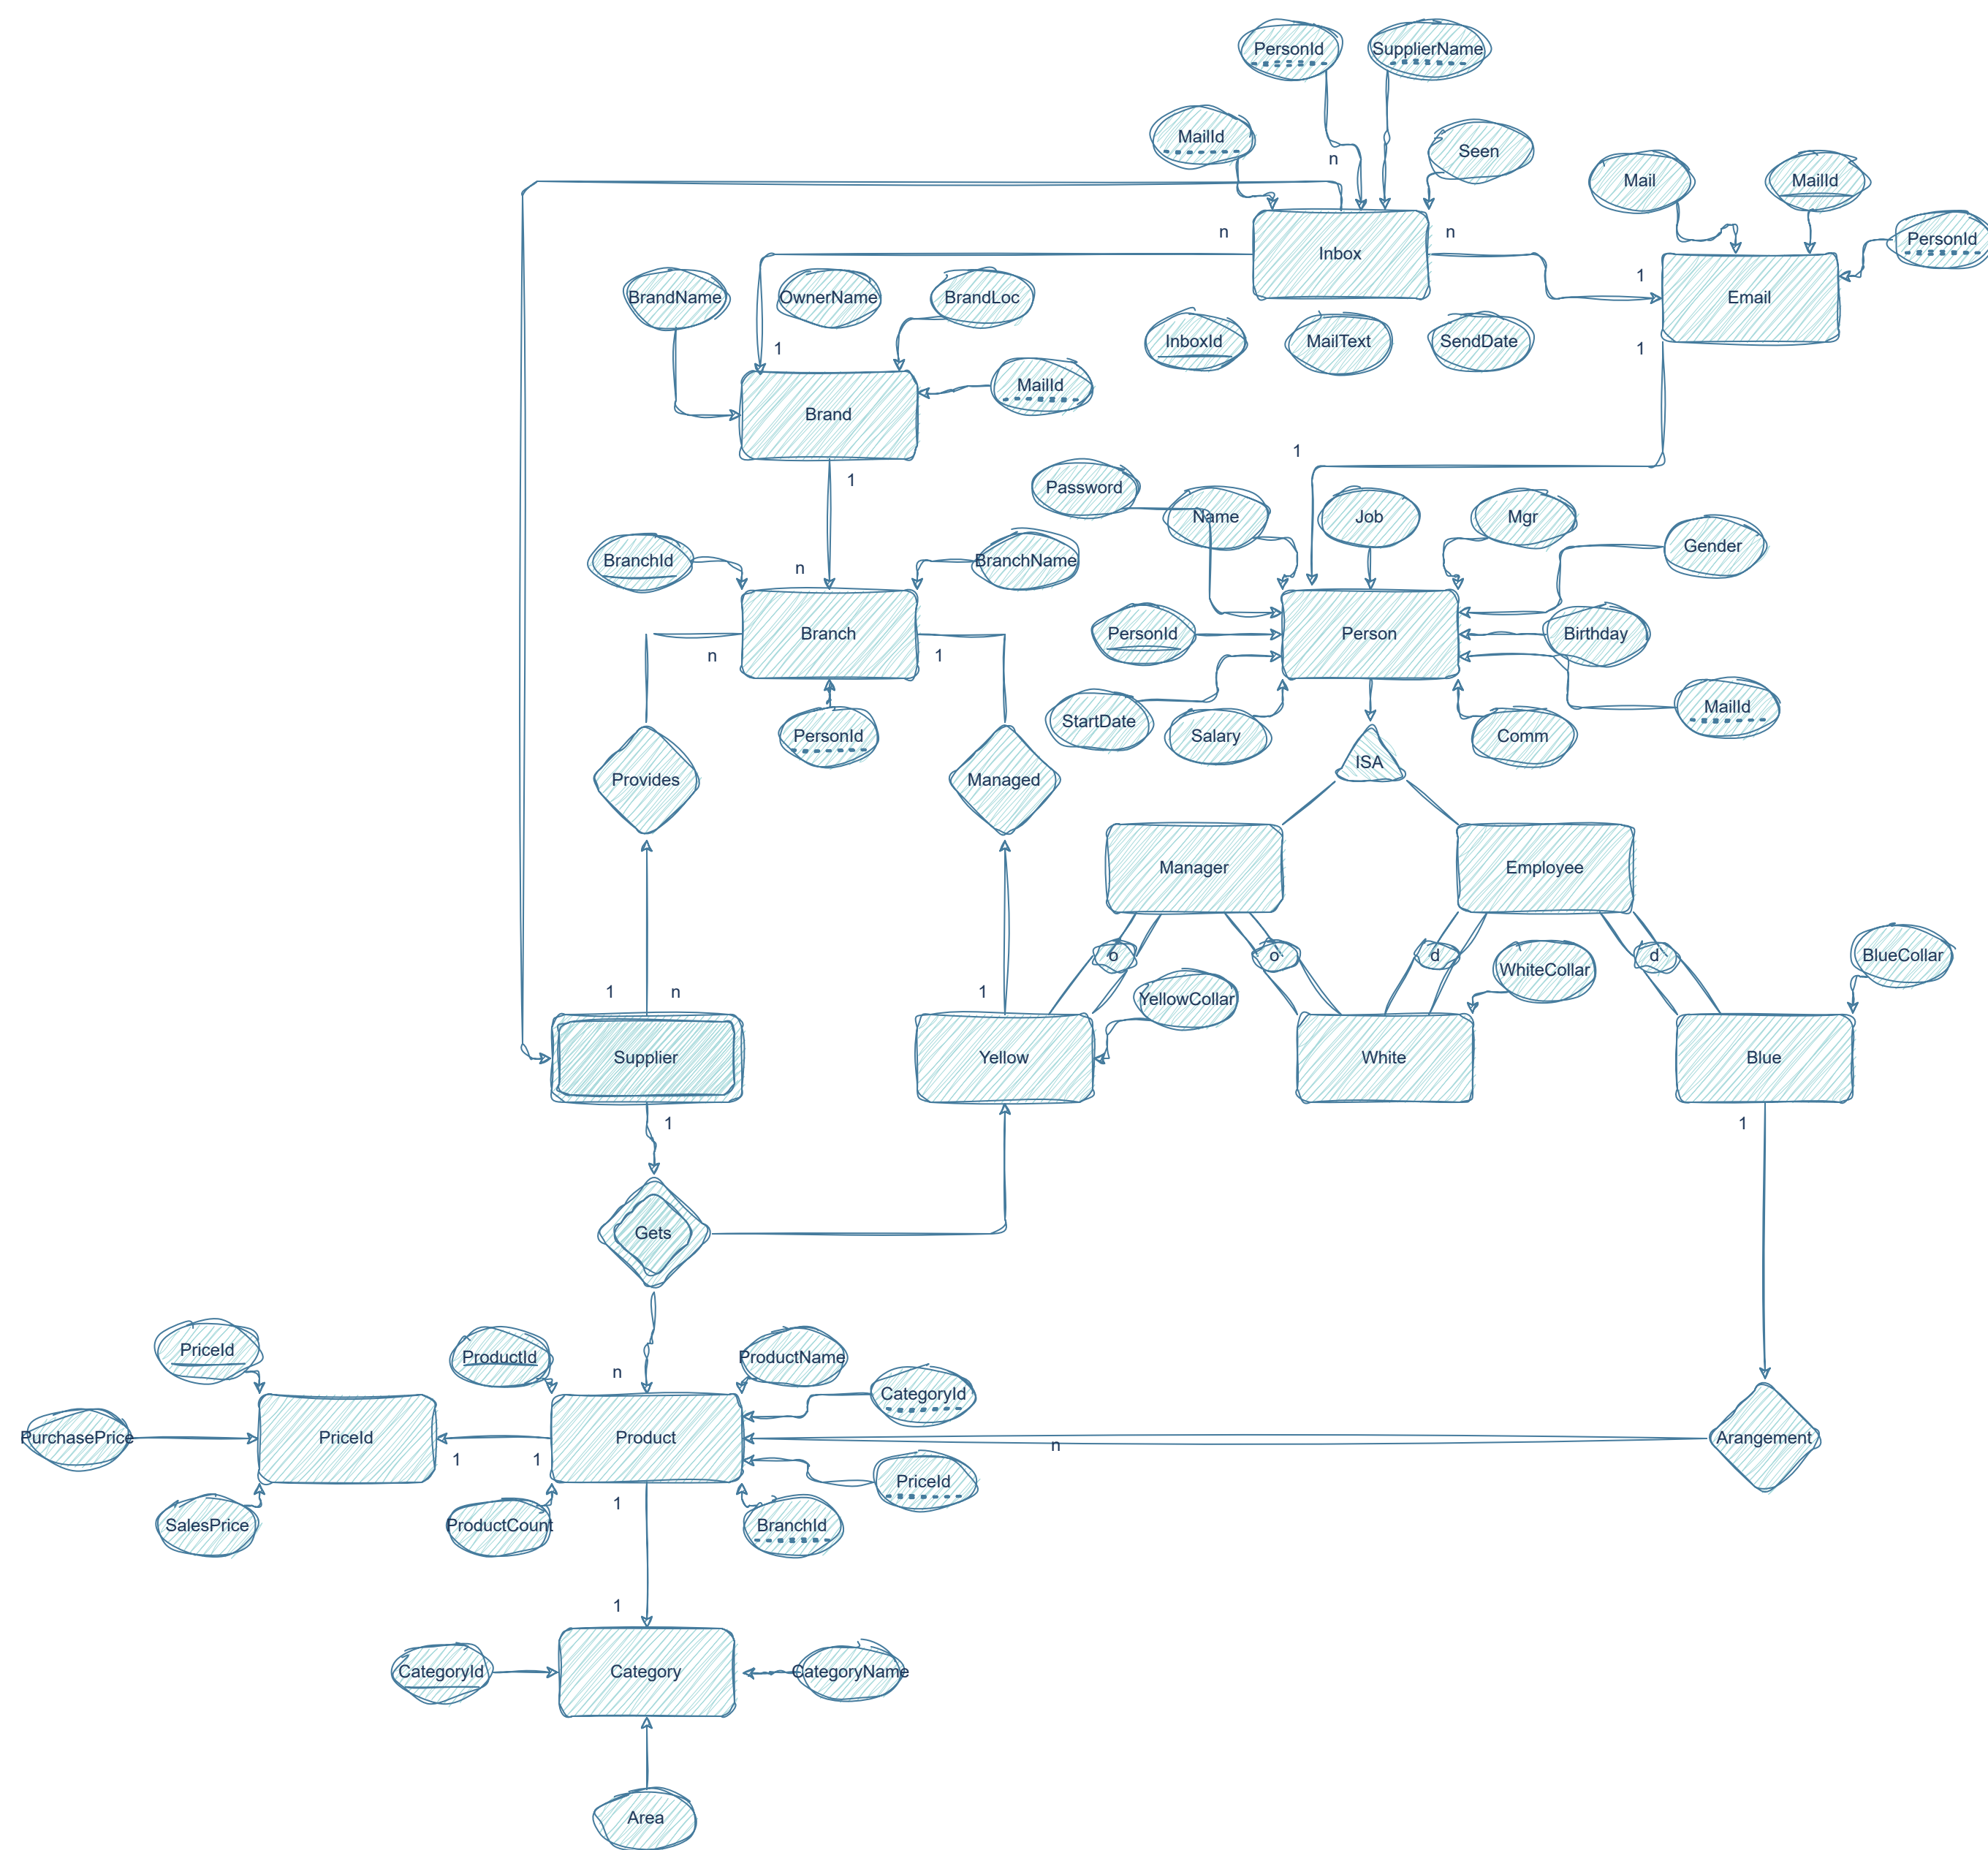 PersonId
SupplierName
MailId
n
Seen
Mail
MailId
PersonId
n
n
Inbox
1
Email
BrandName
OwnerName
BrandLoc
InboxId
MailText
SendDate
1
1
MailId
Brand
1
1
Password
Name
Job
Mgr
Gender
BranchId
n
BranchName
Branch
n
1
PersonId
Person
Birthday
StartDate
Salary
Comm
MailId
PersonId
Provides
Managed
ISA
Manager
Employee
o
o
d
d
BlueCollar
WhiteCollar
YellowCollar
1
n
1
Supplier
Yellow
White
Blue
1
1
Gets
PriceId
ProductId
n
ProductName
CategoryId
PurchasePrice
PriceId
Product
n
Arangement
1
1
PriceId
SalesPrice
ProductCount
1
BranchId
1
CategoryId
Category
CategoryName
Area